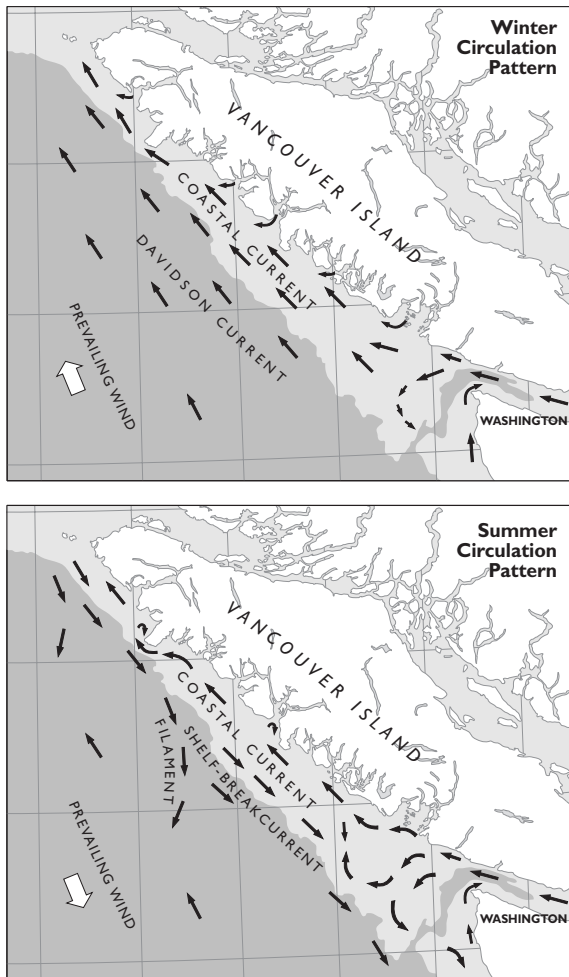 Winter
Circulation
Pattern
VANCOUVER ISLAND
COASTAL CURRENT
DAVIDSON CURRENT
PREVAILING WIND
WASHINGTON
Summer
Circulation
Pattern
VANCOUVER ISLAND
COASTAL CURRENT
SHELF-BREAKCURRENT
FILAMENT
PREVAILING WIND
WASHINGTON